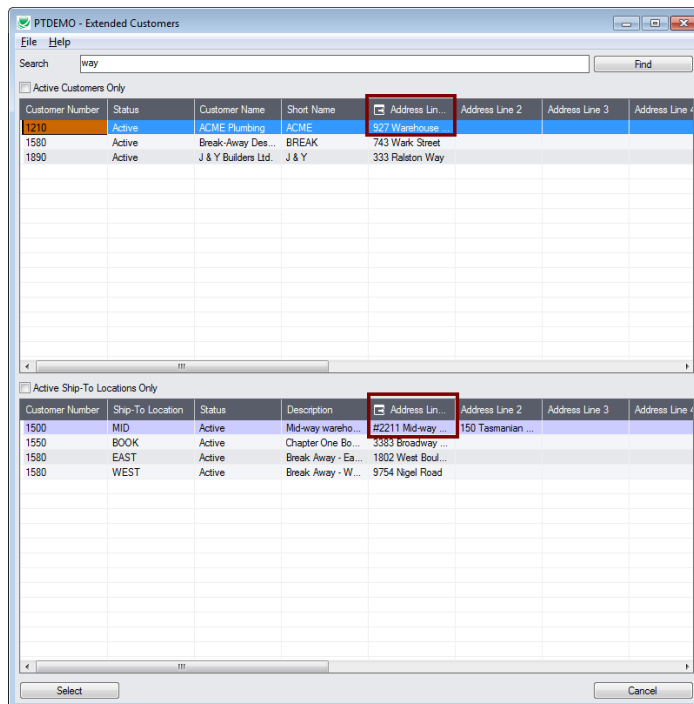 PTDEMO - Extended Customers
File Help
Search way Find
Active Customers Only
Customer Number Status Customer Name Short Name Address Lin... Address Line 2 Address Line 3 Address Line 4
1210 Active ACME Plumbing ACME 927 Warehouse ...
1580 Active Break-Away Des... BREAK 743 Wark Street
1890 Active J & Y Builders Ltd. J & Y 333 Ralston Way
Active Ship-To Locations Only
Customer Number Ship-To Location Status Description Address Lin... Address Line 2 Address Line 3 Address Line 4
1500 MID Active Mid-way wareho... #2211 Mid-way ... 150 Tasmanian ...
1550 BOOK Active Chapter One Bo... 3383 Broadway ...
1580 EAST Active Break Away - Ea... 1802 West Boul...
1580 WEST Active Break Away - W... 9754 Nigel Road
Select Cancel